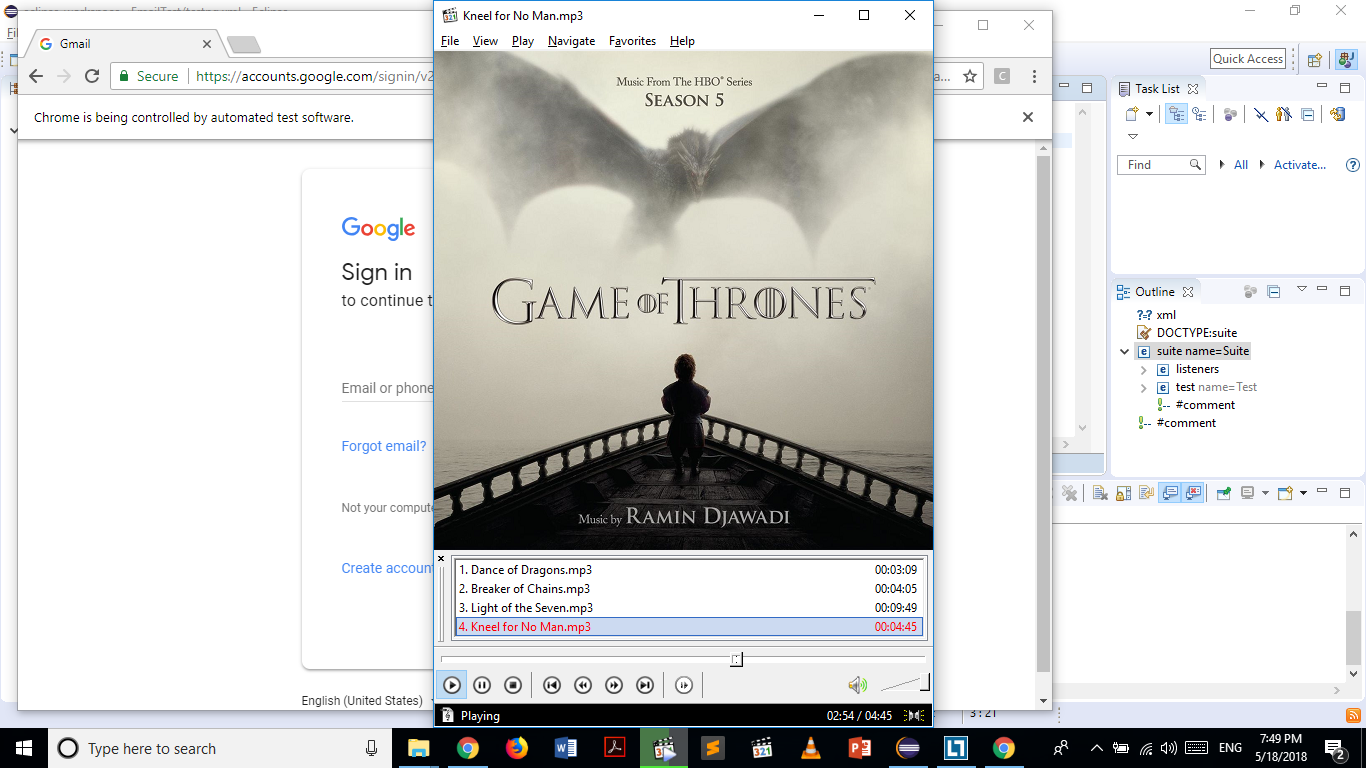 Kneel for No Man.mp3
File View Play Navigate Favorites Help
Gmail
Secure
https://accounts.google.com/signin/v2
Chrome is being controlled by automated test software.
Google
Sign in
to continue t
Email or phone
Forgot email?
Not your compute
Create accoun
English (United States)
Music From The HBO® Series
SEASON 5
GAME OF THRONES
Music by RAMIN DJAWADI
1. Dance of Dragons.mp3 00:03:09
2. Breaker of Chains.mp3 00:04:05
3. Light of the Seven.mp3 00:09:49
4. Kneel for No Man.mp3 00:04:45
Playing 02:54 / 04:45
Quick Access
Task List
Find All Activate...
Outline
xml
DOCTYPE:suite
suite name=Suite
listeners
test name=Test
#comment
#comment
3 : 21
Type here to search
ENG
7:49 PM
5/18/2018
2